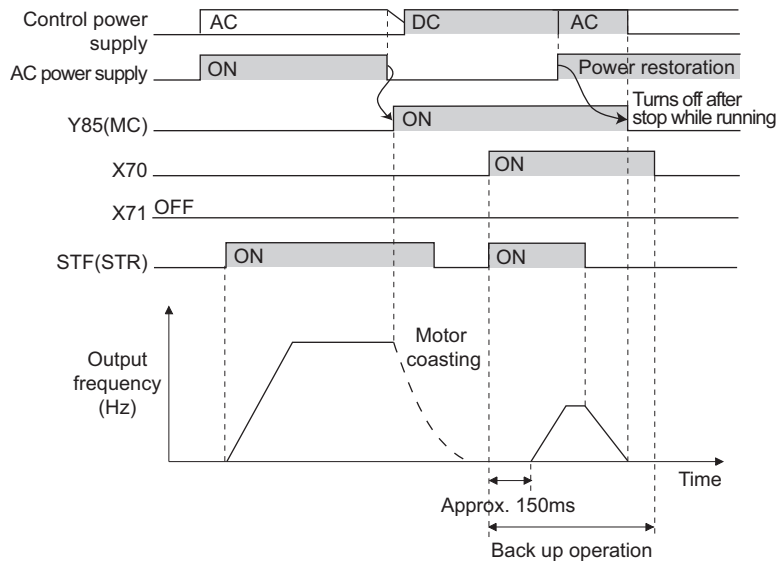 Control power supply
AC
DC
AC
AC power supply
ON
Power restoration
Turns off after
stop while running
Y85(MC)
ON
X70
ON
X71
OFF
STF(STR)
ON
ON
Output
frequency
(Hz)
Motor
coasting
Time
Approx. 150ms
Back up operation